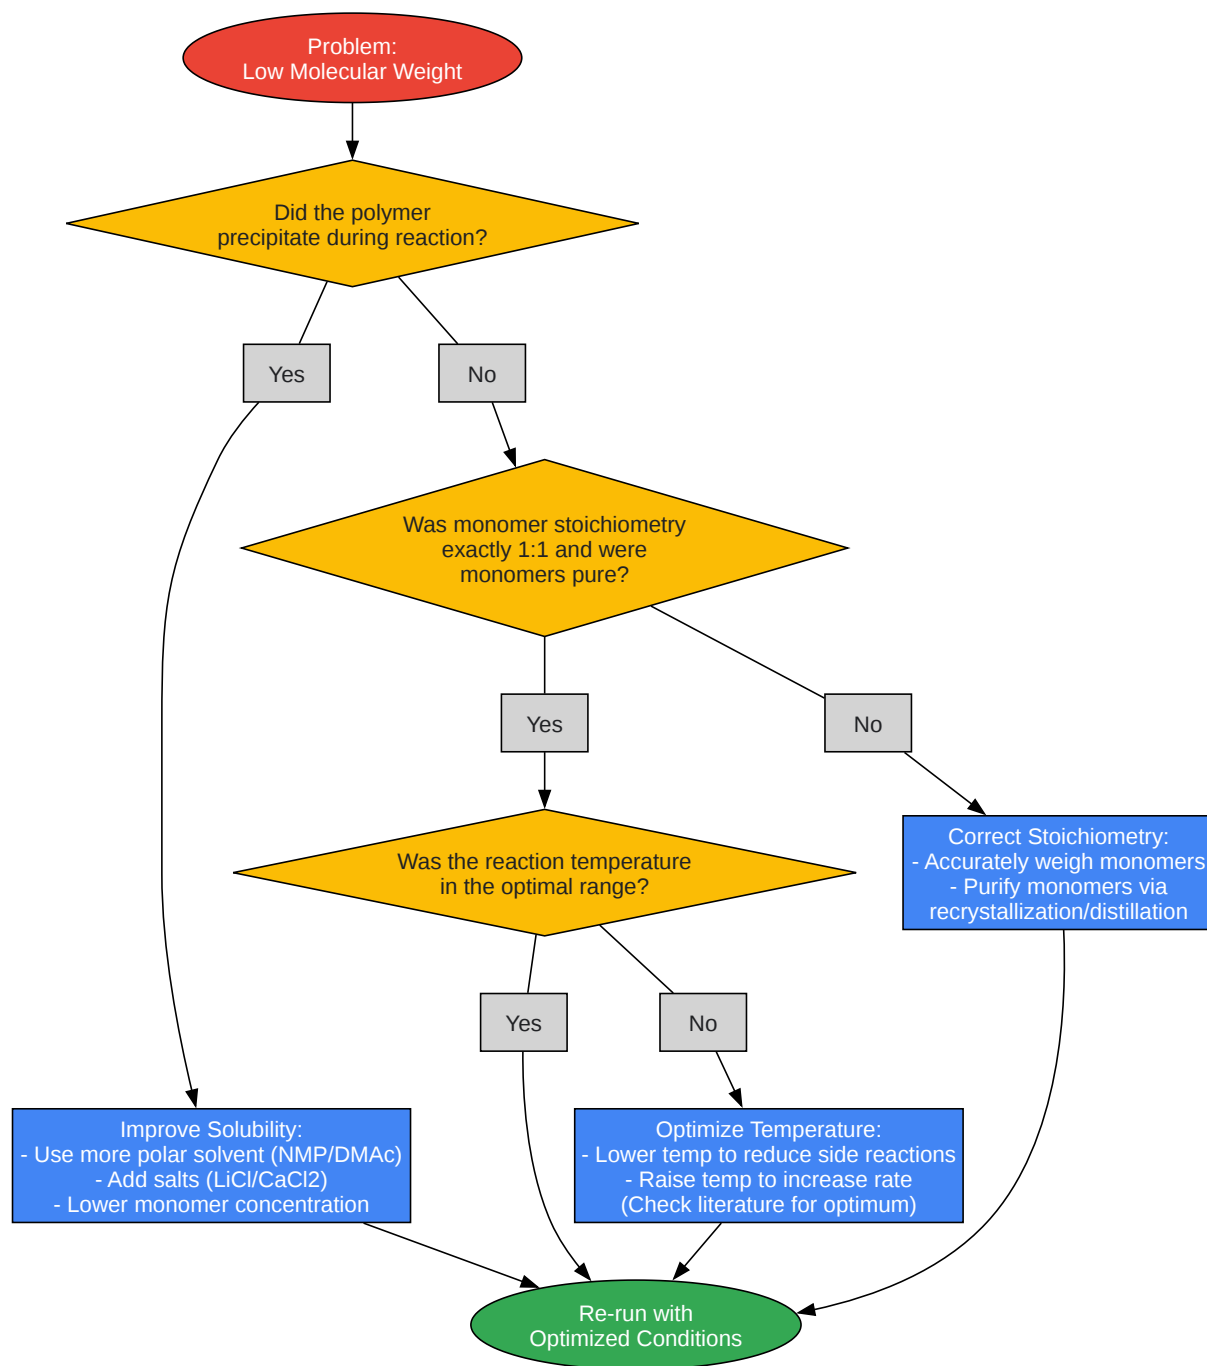 Problem:
Low Molecular Weight
Did the polymer
precipitate during reaction?
Yes
No
Was monomer stoichiometry
exactly 1:1 and were
monomers pure?
Yes
No
Was the reaction temperature
in the optimal range?
Correct Stoichiometry:
- Accurately weigh monomers
- Purify monomers via
recrystallization/distillation
Yes
No
Improve Solubility:
- Use more polar solvent (NMP/DMAc)
- Add salts (LiCl/CaCl2)
- Lower monomer concentration
Optimize Temperature:
- Lower temp to reduce side reactions
- Raise temp to increase rate
(Check literature for optimum)
Re-run with
Optimized Conditions